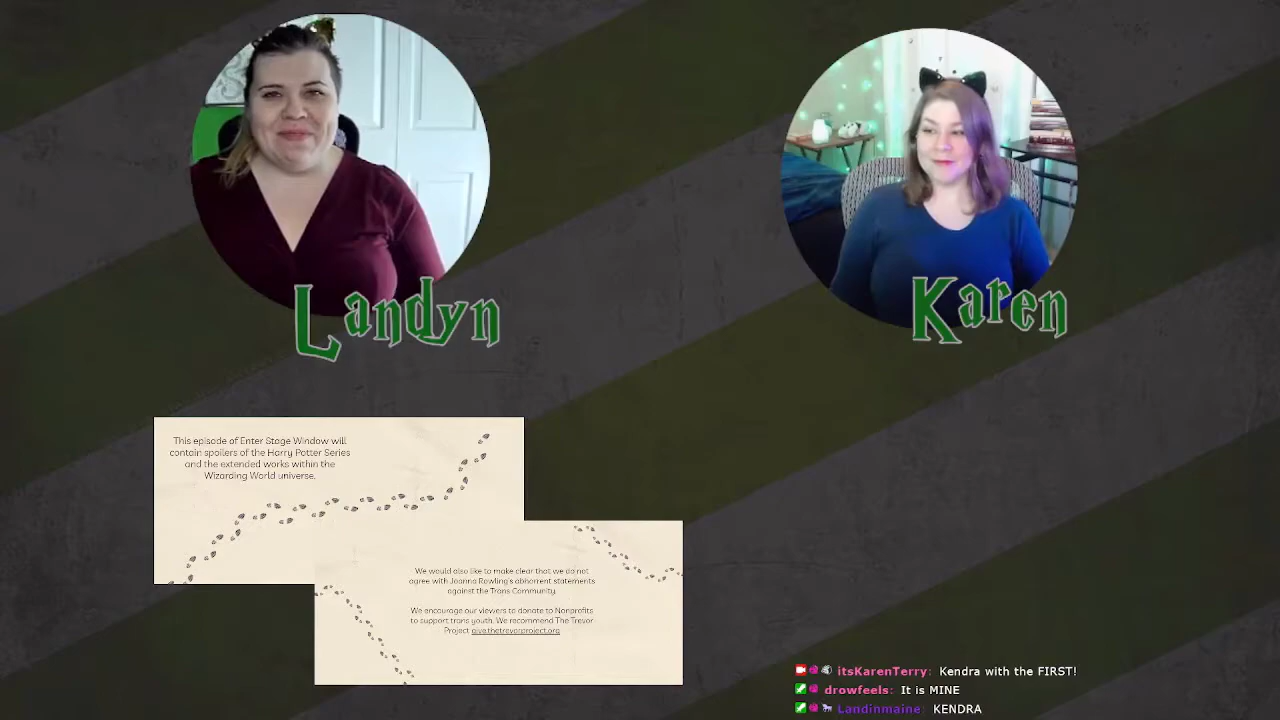 Landyn
Karen
This episode of Enter Stage Window will
contain spoilers of the Harry Potter Series
and the extended works within the
Wizarding World universe.
We would also like to make clear that we do not
agree with Joanna Rowling's abhorrent statements
against the Trans Community.
We encourage our viewers to donate to Nonprofits
to support trans youth. We recommend The Trevor
Project give.thetrevorproject.org
itsKarenTerry: Kendra with the FIRST!
drowfeels: It is MINE
Landinmaine: KENDRA